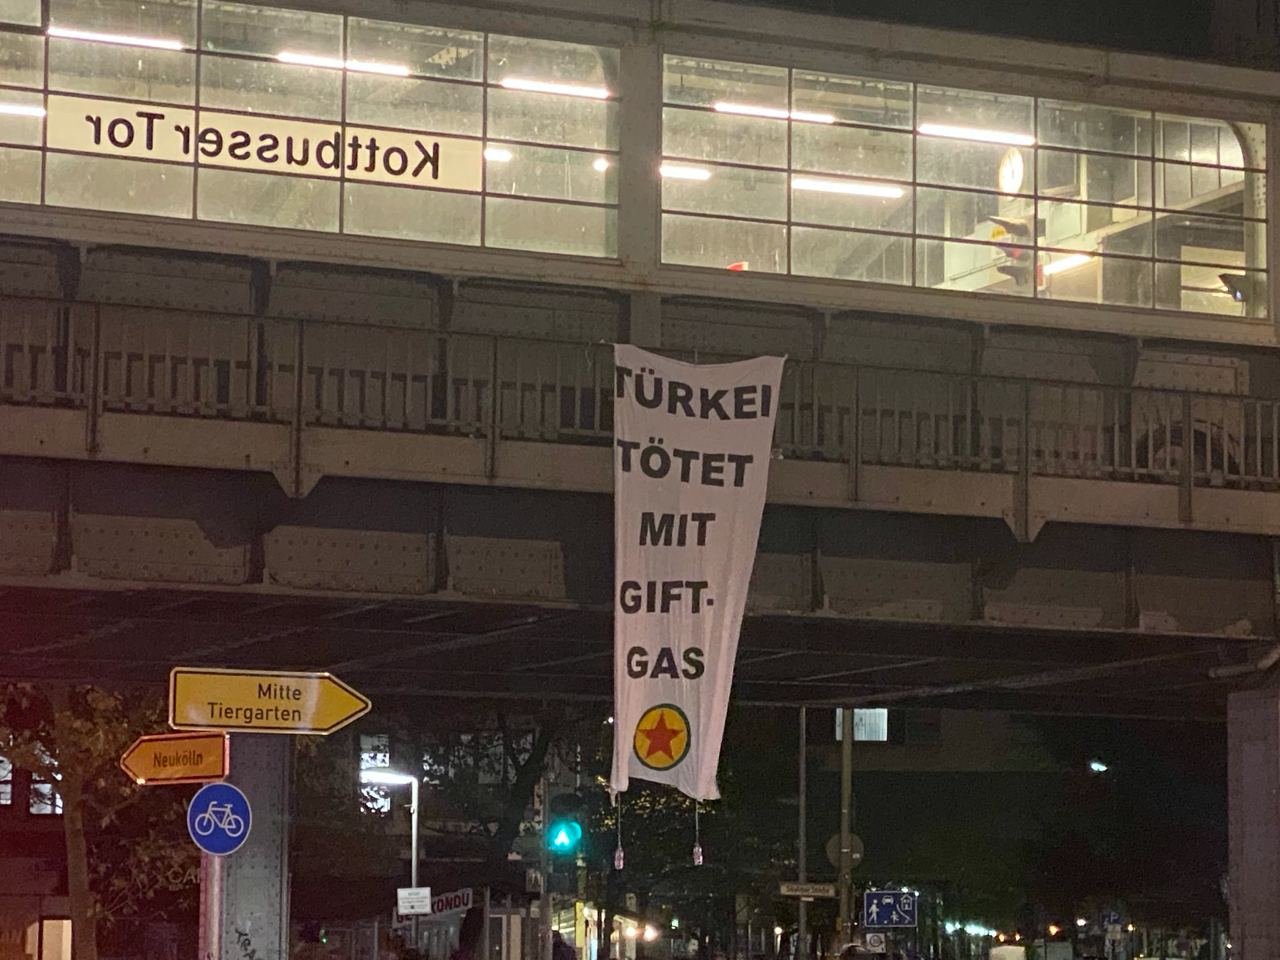 Kottbusser Tor
TÜRKEI
TÖTET
MIT
GIFT-
GAS
Mitte
Tiergarten
Neukölln